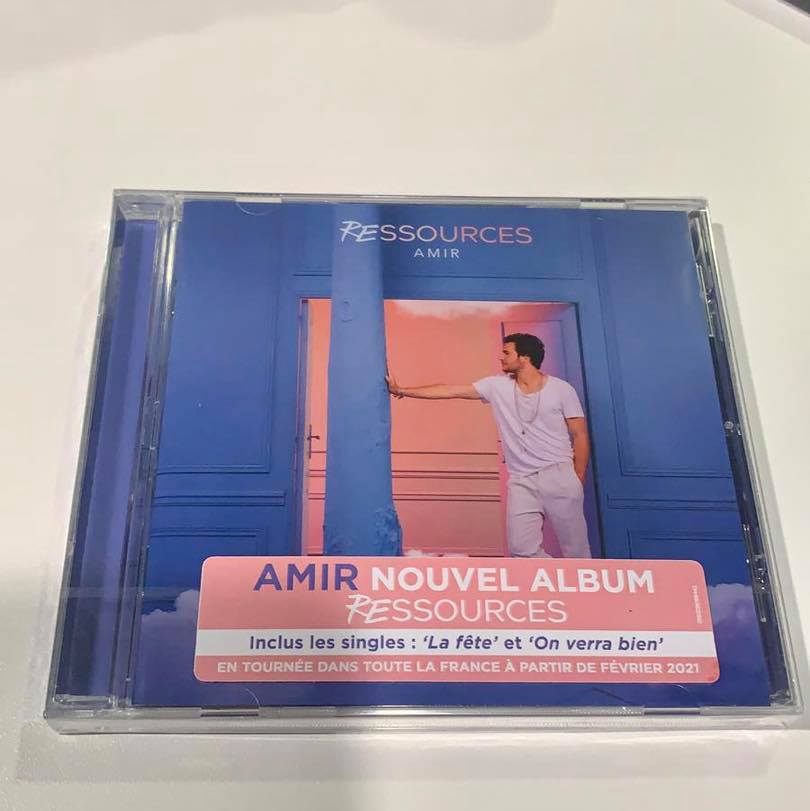 RESSOURCES
AMIR
AMIR NOUVEL ALBUM
RESSOURCES
Inclus les singles : ‘La fête’ et ‘On verra bien’
EN TOURNÉE DANS TOUTE LA FRANCE À PARTIR DE FÉVRIER 2021